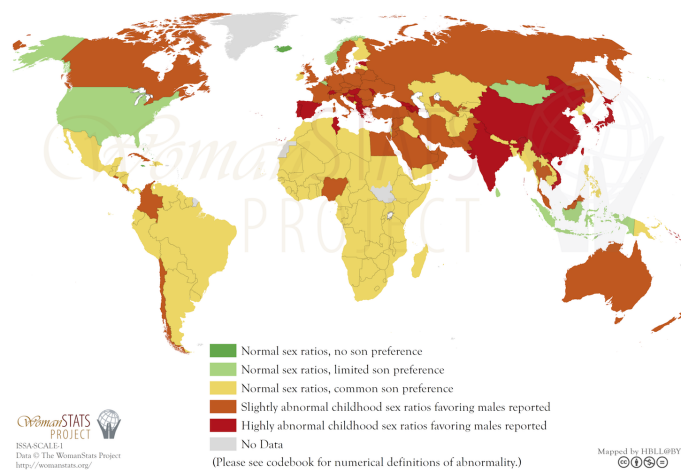 WomanStats
PROJECT
Normal sex ratios, no son preference
Normal sex ratios, limited son preference
Normal sex ratios, common son preference
Slightly abnormal childhood sex ratios favoring males reported
Highly abnormal childhood sex ratios favoring males reported
No Data
(Please see codebook for numerical definitions of abnormality.)
WomanSTATS
PROJECT
ISSA-SCALE-1
Data © The WomanStats Project
http://womanstats.org/
Mapped by HBLL@BY